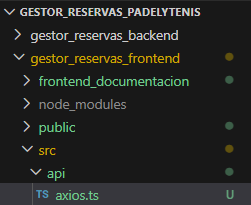 GESTOR_RESERVAS_PADELYTENIS
gestor_reservas_backend
gestor_reservas_frontend
frontend_documentacion
node_modules
public
src
api
TS axios.ts U